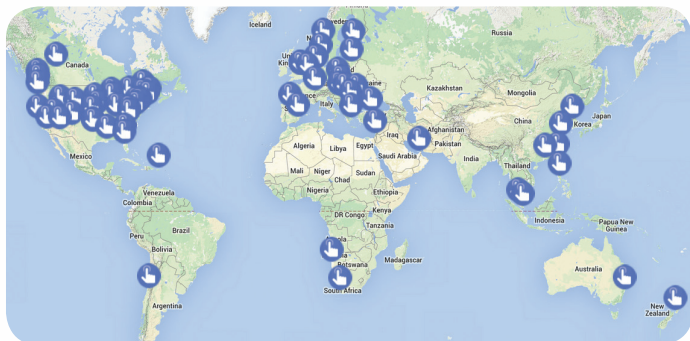 Iceland
Russia
Canada
Kazakhstan
Mongolia
Italy
Japan
Korea
China
Iraq
Afghanistan
Pakistan
Algeria
Libya
Egypt
Saudi Arabia
India
Mexico
Thailand
Mali
Niger
Chad
Sudan
Nigeria
Ethiopia
Venezuela
Colombia
DR Congo
Kenya
Indonesia
Papua New
Guinea
Tanzania
Peru
Brazil
Bolivia
Botswana
Madagascar
Australia
South Africa
Argentina
New
Zealand